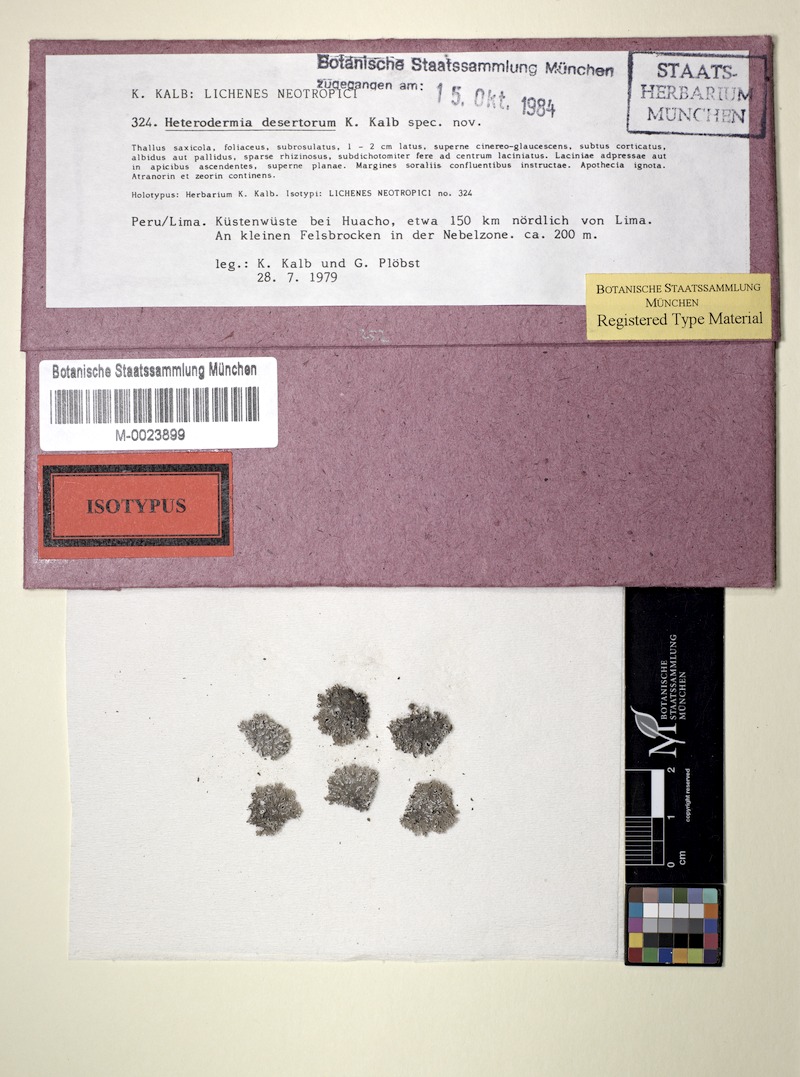 Botanische Staatssammlung München
zugegangen am: 15. Okt. 1984
STAATS-
HERBARIUM
MÜNCHEN
K. KALB: LICHENES NEOTROPICI
324. Heterodermia desertorum K. Kalb spec. nov.
Thallus saxicola, foliaceus, subrosulatus, 1 - 2 cm latus, superne cinereo-glaucescens, subtus corticatus,
albidus aut pallidus, sparse rhizinosus, subdichotomiter fere ad centrum laciniatus. Laciniae adpressae aut
in apicibus ascendentes, superne planae. Margines soraliis confluentibus instructae. Apothecia ignota.
Atranorin et zeorin continens.
Holotypus: Herbarium K. Kalb. Isotypi: LICHENES NEOTROPICI no. 324
Peru/Lima. Küstenwüste bei Huacho, etwa 150 km nördlich von Lima.
An kleinen Felsbrocken in der Nebelzone. ca. 200 m.
leg.: K. Kalb und G. Plöbst
28. 7. 1979
BOTANISCHE STAATSSAMMLUNG
MÜNCHEN
Registered Type Material
Botanische Staatssammlung München
M-0023899
ISOTYPUS
BOTANISCHE
STAATSSAMMLUNG
MÜNCHEN
M
copyright reserved
0 1 2
cm